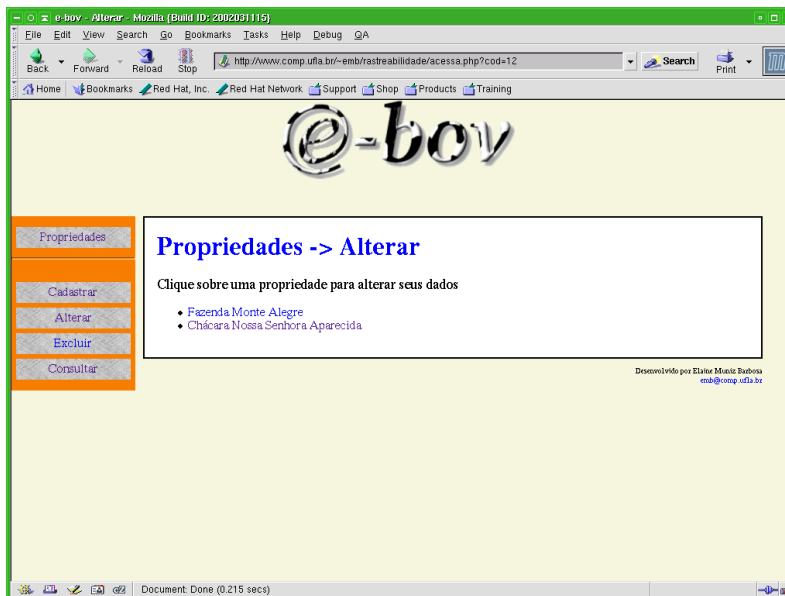 e-bov - Alterar - Mozilla {Build ID: 2002031115}
File Edit View Search Go Bookmarks Tasks Help Debug QA
Back Forward Reload Stop http://www.comp.ufla.br/~emb/rastreabilidade/acessa.php?cod=12 Search Print
Home Bookmarks Red Hat, Inc. Red Hat Network Support Shop Products Training
e-bov
Propriedades
Cadastrar
Alterar
Excluir
Consultar
Propriedades -> Alterar
Clique sobre uma propriedade para alterar seus dados
Fazenda Monte Alegre
Chácara Nossa Senhora Aparecida
Desenvolvido por Elaine Muniz Barbosa
emb@comp.ufla.br
Document: Done (0.215 secs)